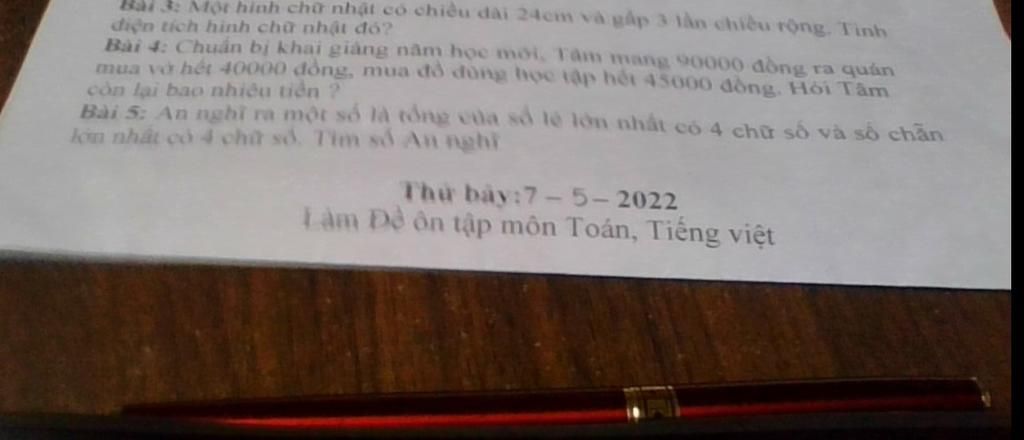 Bài 3: Một hình chữ nhật có chiều dài 24cm và gấp 3 lần chiều rộng. Tính
diện tích hình chữ nhật đó?
Bài 4: Chuẩn bị khai giảng năm học mới, Tâm mang 90000 đồng ra quán
mua vở hết 40000 đồng, mua đồ dùng học tập hết 45000 đồng. Hỏi Tâm
còn lại bao nhiêu tiền ?
Bài 5: An nghĩ ra một số là tổng của số lẻ lớn nhất có 4 chữ số và số chẵn
lớn nhất có 4 chữ số. Tìm số An nghĩ
Thứ bảy:7 – 5– 2022
Làm Đề ôn tập môn Toán, Tiếng việt